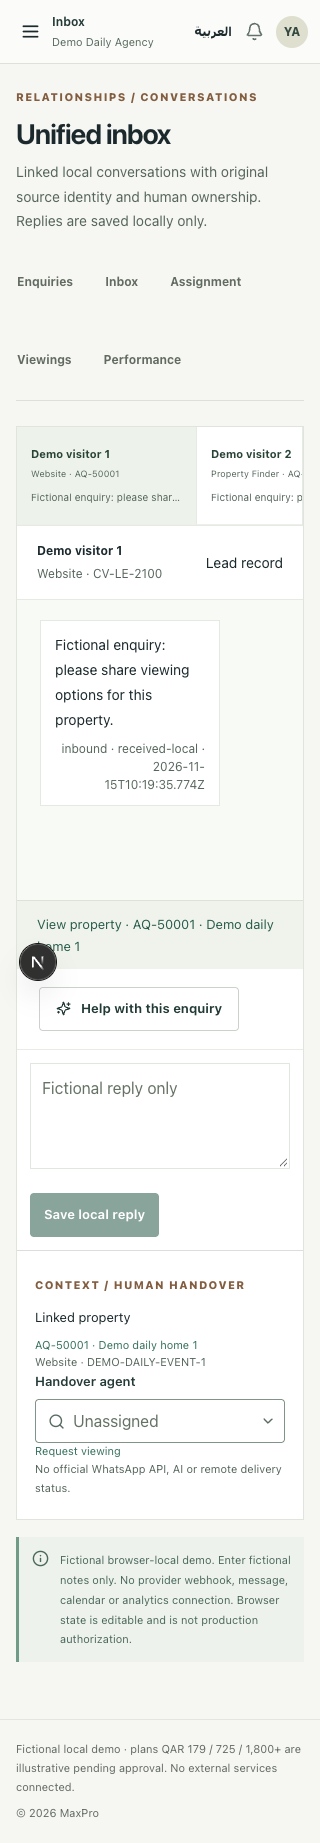 Inbox
Demo Daily Agency
العربية
YA
RELATIONSHIPS / CONVERSATIONS
Unified inbox
Linked local conversations with original
source identity and human ownership.
Replies are saved locally only.
Enquiries Inbox Assignment
Viewings Performance
Demo visitor 1
Website · AQ-50001
Fictional enquiry: please shar...
Demo visitor 2
Property Finder · AQ-
Fictional enquiry: p
Demo visitor 1
Website · CV-LE-2100
Lead record
Fictional enquiry:
please share viewing
options for this
property.
inbound · received-local ·
2026-11-
15T10:19:35.774Z
View property · AQ-50001 · Demo daily
ome 1
N
Help with this enquiry
Fictional reply only
Save local reply
CONTEXT / HUMAN HANDOVER
Linked property
AQ-50001 · Demo daily home 1
Website · DEMO-DAILY-EVENT-1
Handover agent
Unassigned
Request viewing
No official WhatsApp API, AI or remote delivery
status.
Fictional browser-local demo. Enter fictional
notes only. No provider webhook, message,
calendar or analytics connection. Browser
state is editable and is not production
authorization.
Fictional local demo · plans QAR 179 / 725 / 1,800+ are
illustrative pending approval. No external services
connected.
© 2026 MaxPro